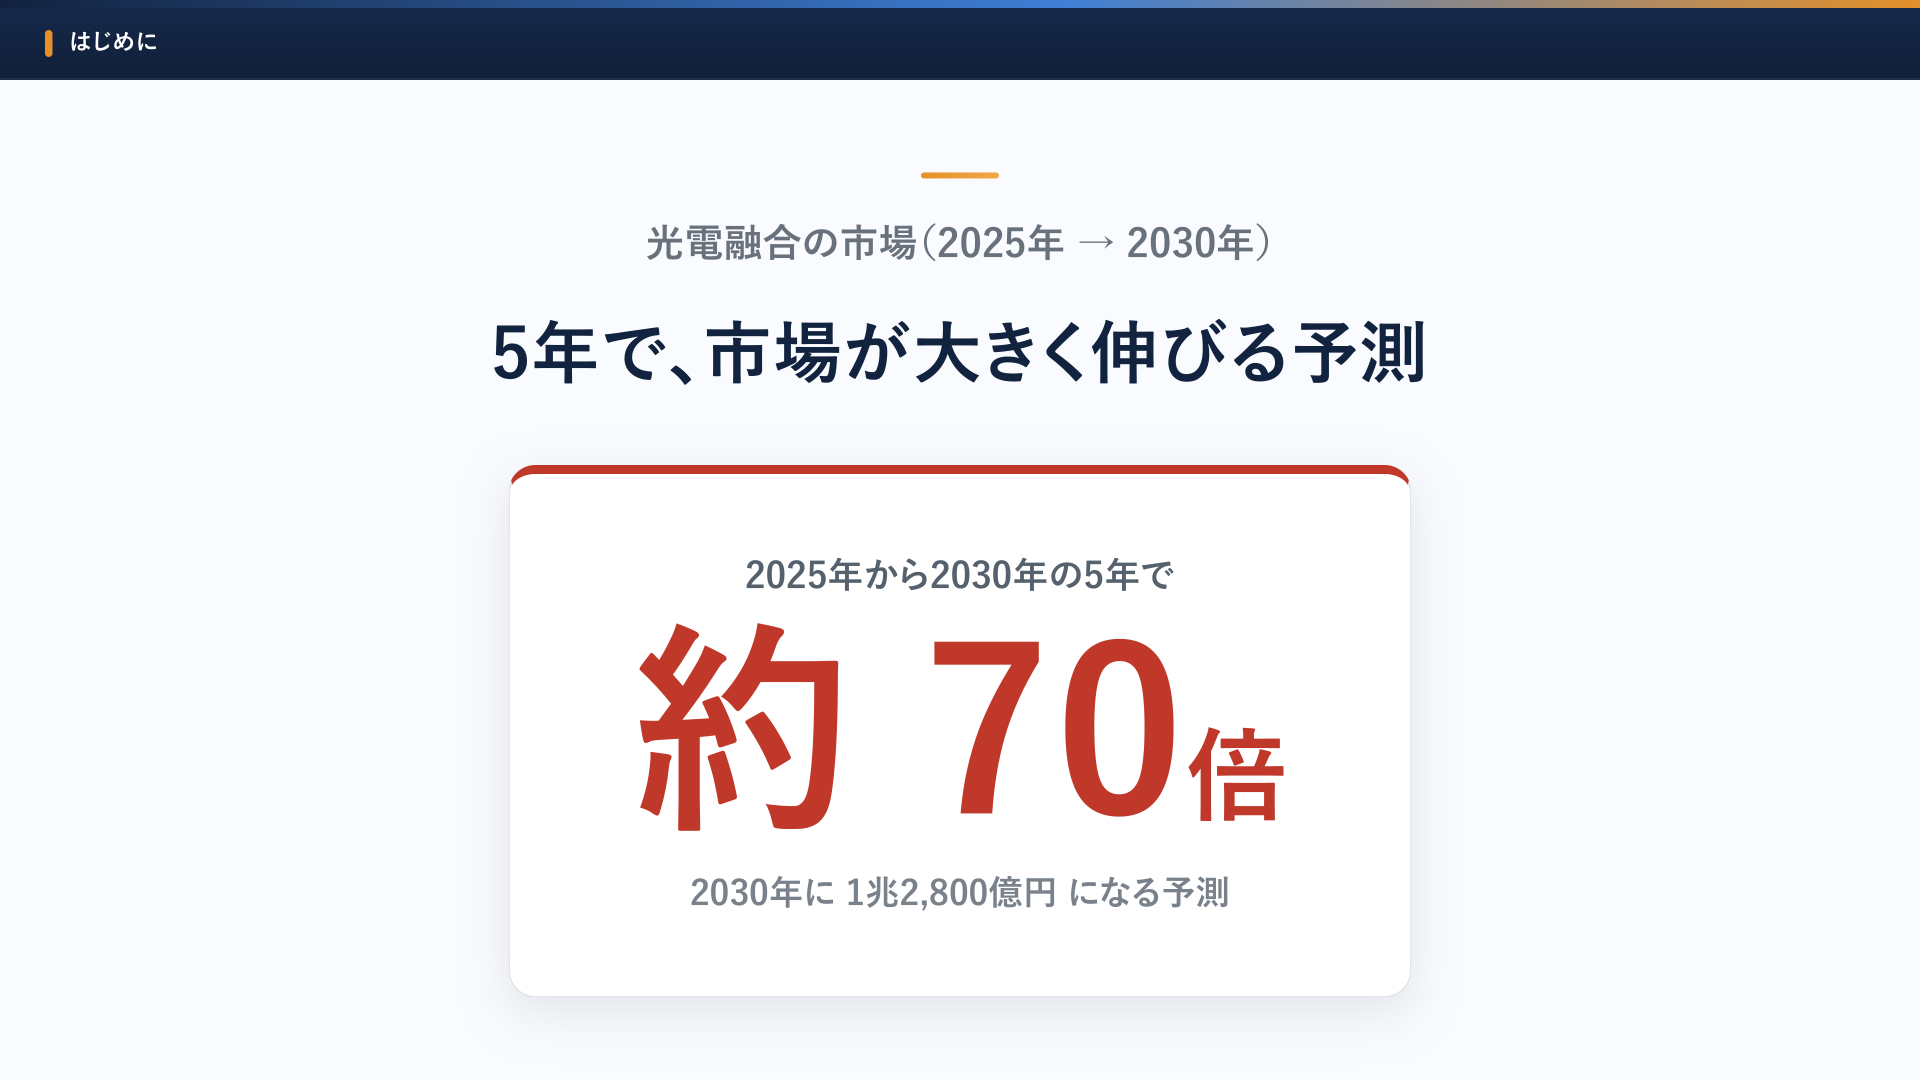 はじめに
光電融合の市場（2025年 → 2030年）
5年で、市場が大きく伸びる予測
2025年から2030年の5年で
約 70倍
2030年に 1兆2,800億円 になる予測